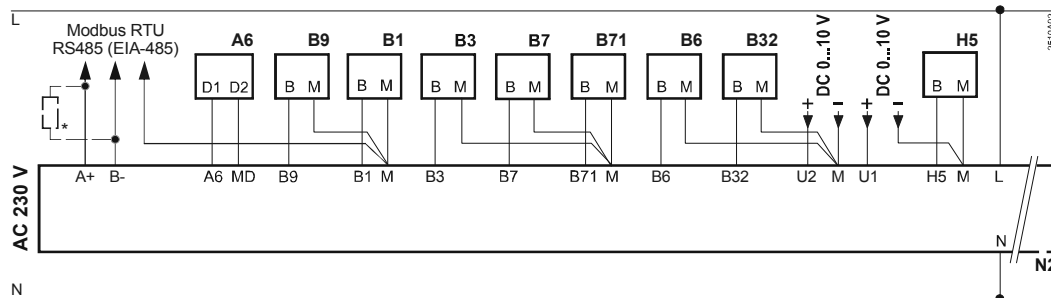 L
Modbus RTU
RS485 (EIA-485)
A6 B9 B1 B3 B7 B71 B6 B32 DC 0...10 V DC 0...10 V H5
D1 D2 B M B M B M B M B M B M B M + − + − B M
*
A+ B- A6 MD B9 B1 M B3 B7 B71 M B6 B32 U2 M U1 H5 M L
AC 230 V
N
N